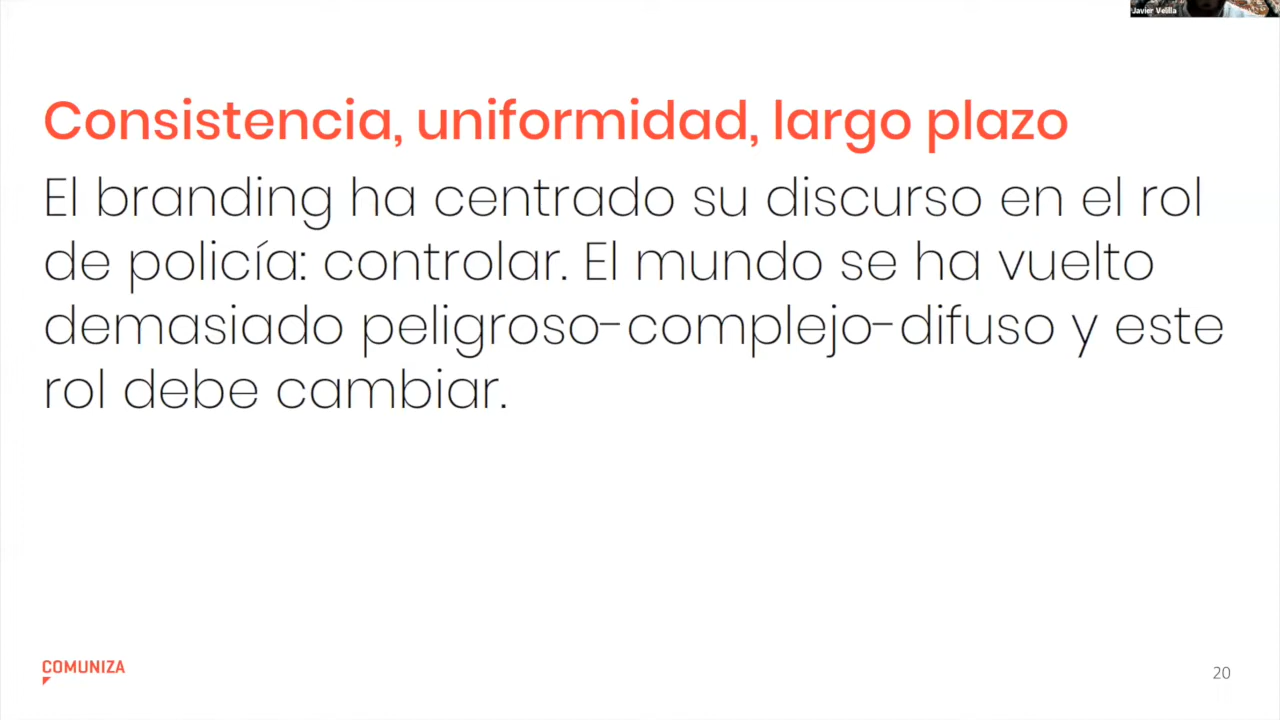 Javier Velilla
Consistencia, uniformidad, largo plazo
El branding ha centrado su discurso en el rol
de policía: controlar. El mundo se ha vuelto
demasiado peligroso-complejo-difuso y este
rol debe cambiar.
COMUNIZA
20